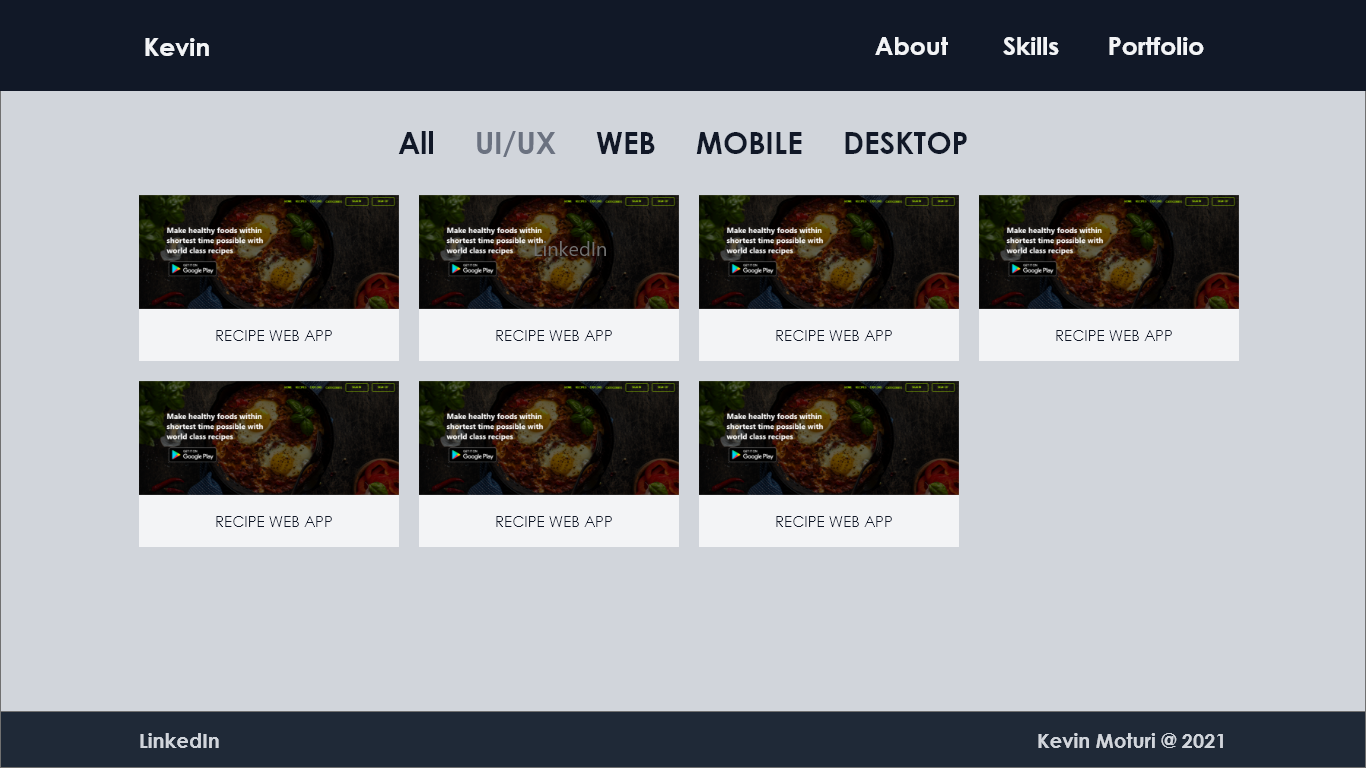 Kevin
About Skills Portfolio
All UI/UX WEB MOBILE DESKTOP
Make healthy foods within
shortest time possible with
world class recipes
GET IT ON
Google Play
RECIPE WEB APP
Make healthy foods within
shortest time possible with
world class recipes
LinkedIn
GET IT ON
Google Play
RECIPE WEB APP
Make healthy foods within
shortest time possible with
world class recipes
GET IT ON
Google Play
RECIPE WEB APP
Make healthy foods within
shortest time possible with
world class recipes
GET IT ON
Google Play
RECIPE WEB APP
Make healthy foods within
shortest time possible with
world class recipes
GET IT ON
Google Play
RECIPE WEB APP
Make healthy foods within
shortest time possible with
world class recipes
GET IT ON
Google Play
RECIPE WEB APP
Make healthy foods within
shortest time possible with
world class recipes
GET IT ON
Google Play
RECIPE WEB APP
LinkedIn
Kevin Moturi @ 2021